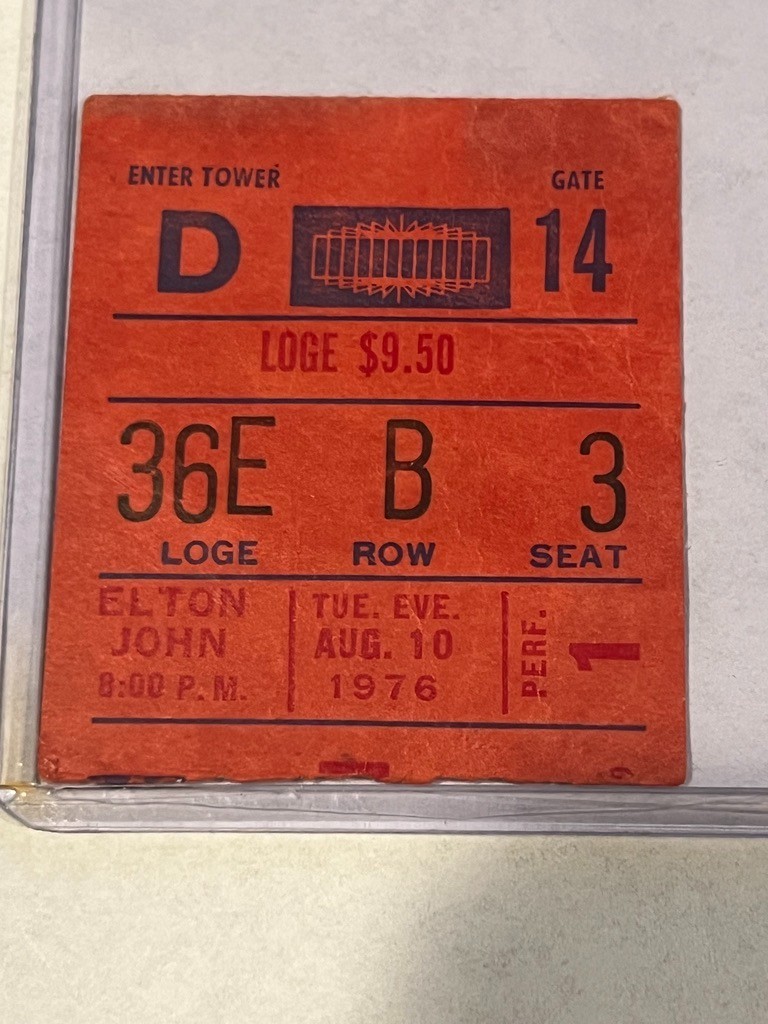 ENTER TOWER GATE
D 14
LOGE $9.50
36E B 3
LOGE ROW SEAT
ELTON JOHN
8:00 P.M.
TUE. EVE.
AUG. 10
1976
PERF. 1